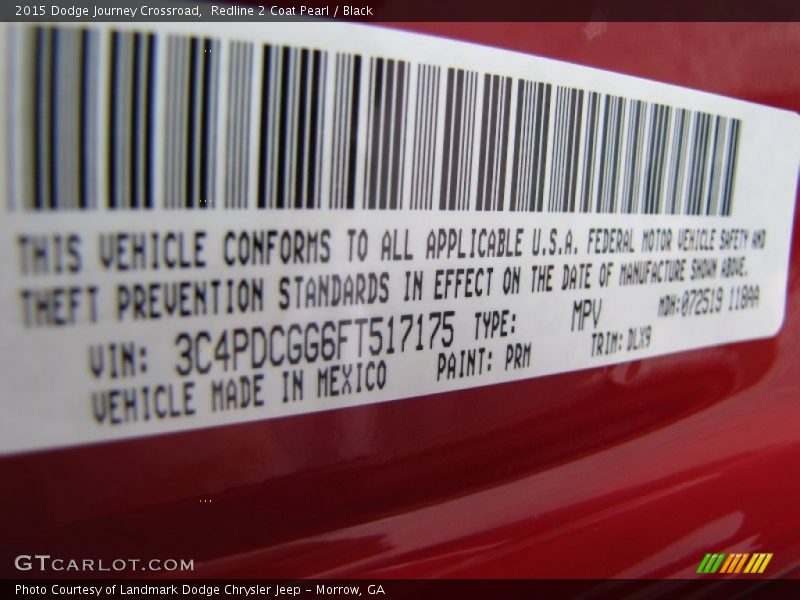 2015 Dodge Journey Crossroad,  Redline 2 Coat Pearl / Black
THIS VEHICLE CONFORMS TO ALL APPLICABLE U.S.A. FEDERAL MOTOR VEHICLE SAFETY AND
THEFT PREVENTION STANDARDS IN EFFECT ON THE DATE OF MANUFACTURE SHOWN ABOVE.
VIN: 3C4PDCGG6FT517175 TYPE: MPV MDH:072519 118AA
VEHICLE MADE IN MEXICO PAINT: PRM TRIM:DLX9
GTCARLOT.COM
Photo Courtesy of Landmark Dodge Chrysler Jeep - Morrow, GA